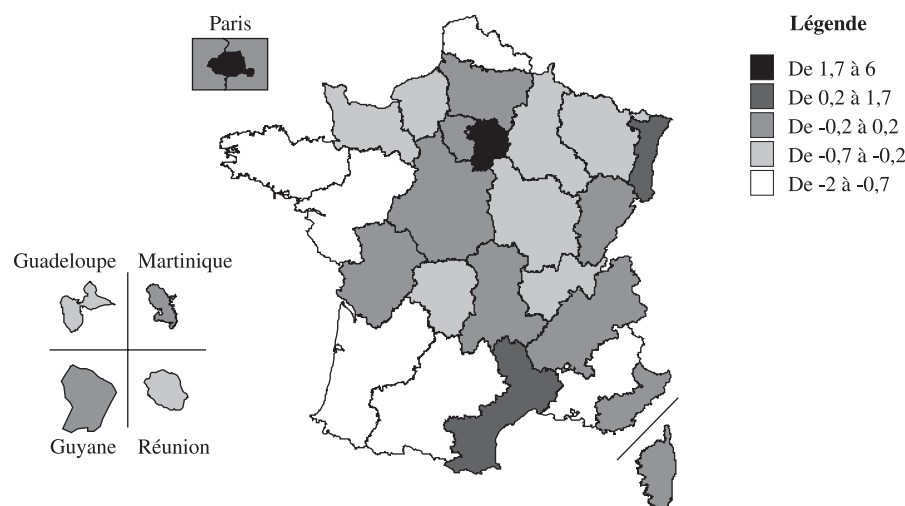 Paris
Légende
De 1,7 à 6
De 0,2 à 1,7
De -0,2 à 0,2
De -0,7 à -0,2
De -2 à -0,7
Guadeloupe Martinique
Guyane Réunion